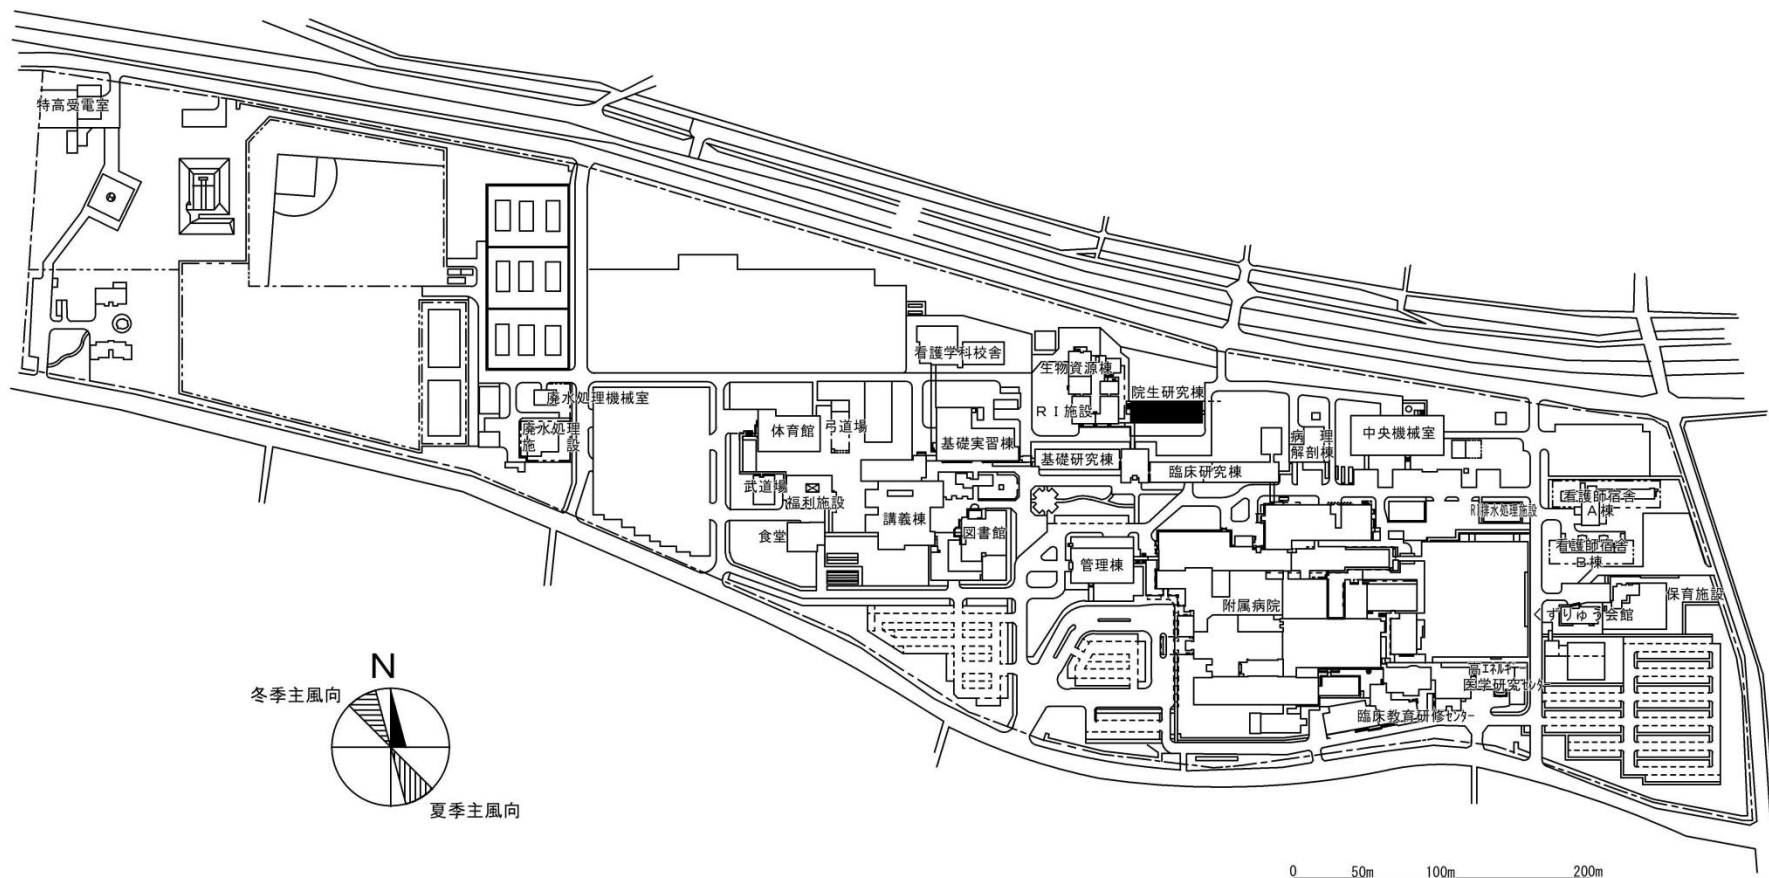 特高受電室
看護学科校舎
生物資源棟
院生研究棟
廃水処理機械室
RI施設
廃水処理
施設
体育館
弓道場
基礎実習棟
病理
解剖棟
中央機械室
基礎研究棟
臨床研究棟
武道場
福利施設
看護師宿舎
A棟
講義棟
RI排水処理施設
食堂
図書館
看護師宿舎
B棟
管理棟
保育施設
附属病院
くずりゅう会館
N
高エネルギー
医学研究センター
冬季主風向
臨床教育研修センター
夏季主風向
0 50m 100m 200m